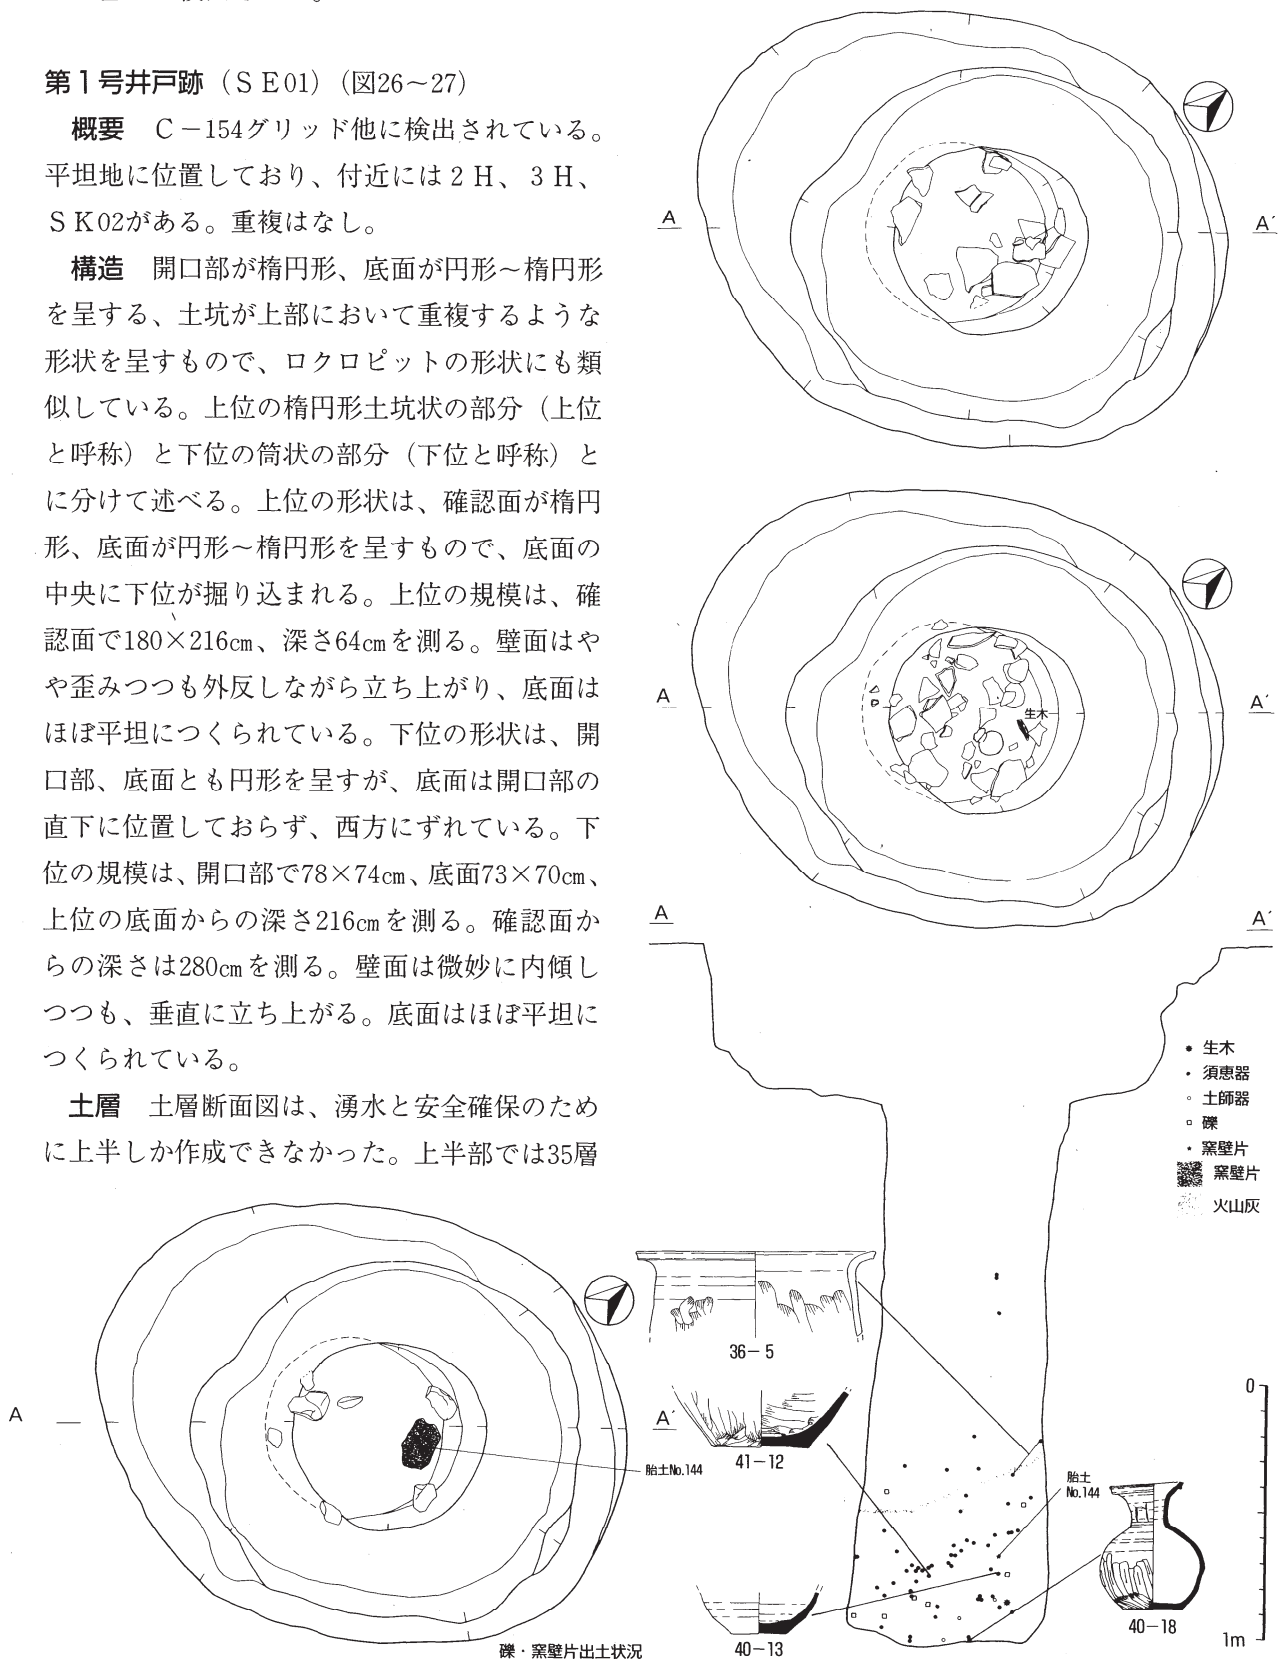 第1号井戸跡（ＳＥ01）（図26～27）
概要　Ｃ－154グリッド他に検出されている。
平坦地に位置しており、付近には２Ｈ、３Ｈ、
ＳＫ02がある。重複はなし。
構造　開口部が楕円形、底面が円形～楕円形
を呈する、土坑が上部において重複するような
形状を呈すもので、ロクロピットの形状にも類
似している。上位の楕円形土坑状の部分（上位
と呼称）と下位の筒状の部分（下位と呼称）と
に分けて述べる。上位の形状は、確認面が楕円
形、底面が円形～楕円形を呈すもので、底面の
中央に下位が掘り込まれる。上位の規模は、確
認面で180×216㎝、深さ64㎝を測る。壁面はや
や歪みつつも外反しながら立ち上がり、底面は
ほぼ平坦につくられている。下位の形状は、開
口部、底面とも円形を呈すが、底面は開口部の
直下に位置しておらず、西方にずれている。下
位の規模は、開口部で78×74㎝、底面73×70㎝、
上位の底面からの深さ216㎝を測る。確認面か
らの深さは280㎝を測る。壁面は微妙に内傾し
つつも、垂直に立ち上がる。底面はほぼ平坦に
つくられている。
土層　土層断面図は、湧水と安全確保のため
に上半しか作成できなかった。上半部では35層
A
A′
A
A′
生木
A
A′
生木
須恵器
土師器
礫
窯壁片
窯壁片
火山灰
A
A′
胎土No.144
礫・窯壁片出土状況
36－5
41－12
40－13
胎土
No.144
40－18
0
1m